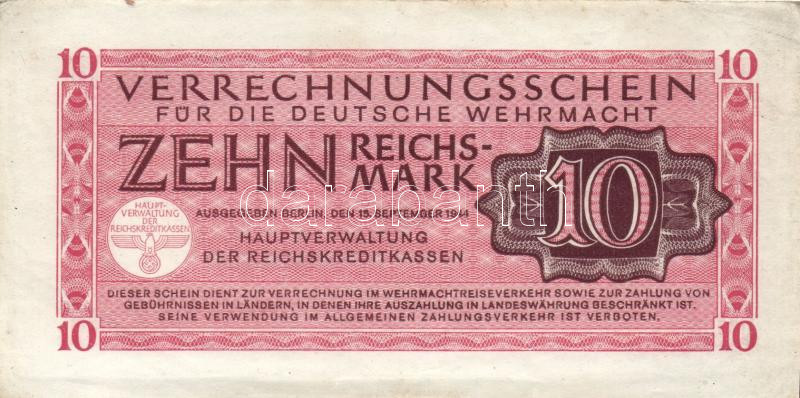 10 10
VERRECHNUNGSSCHEIN
FÜR DIE DEUTSCHE WEHRMACHT
ZEHN REICHS-
MARK
10
HAUPT-
VERWALTUNG
DER
REICHSKREDITKASSEN
AUSGEGEBEN BERLIN, DEN 15. SEPTEMBER 1944
HAUPTVERWALTUNG
DER REICHSKREDITKASSEN
DIESER SCHEIN DIENT ZUR VERRECHNUNG IM WEHRMACHTREISEVERKEHR SOWIE ZUR ZAHLUNG VON
GEBÜHRNISSEN IN LÄNDERN, IN DENEN IHRE AUSZAHLUNG IN LANDESWÄHRUNG BESCHRÄNKT IST.
SEINE VERWENDUNG IM ALLGEMEINEN ZAHLUNGSVERKEHR IST VERBOTEN.
10 10
darabanth.com